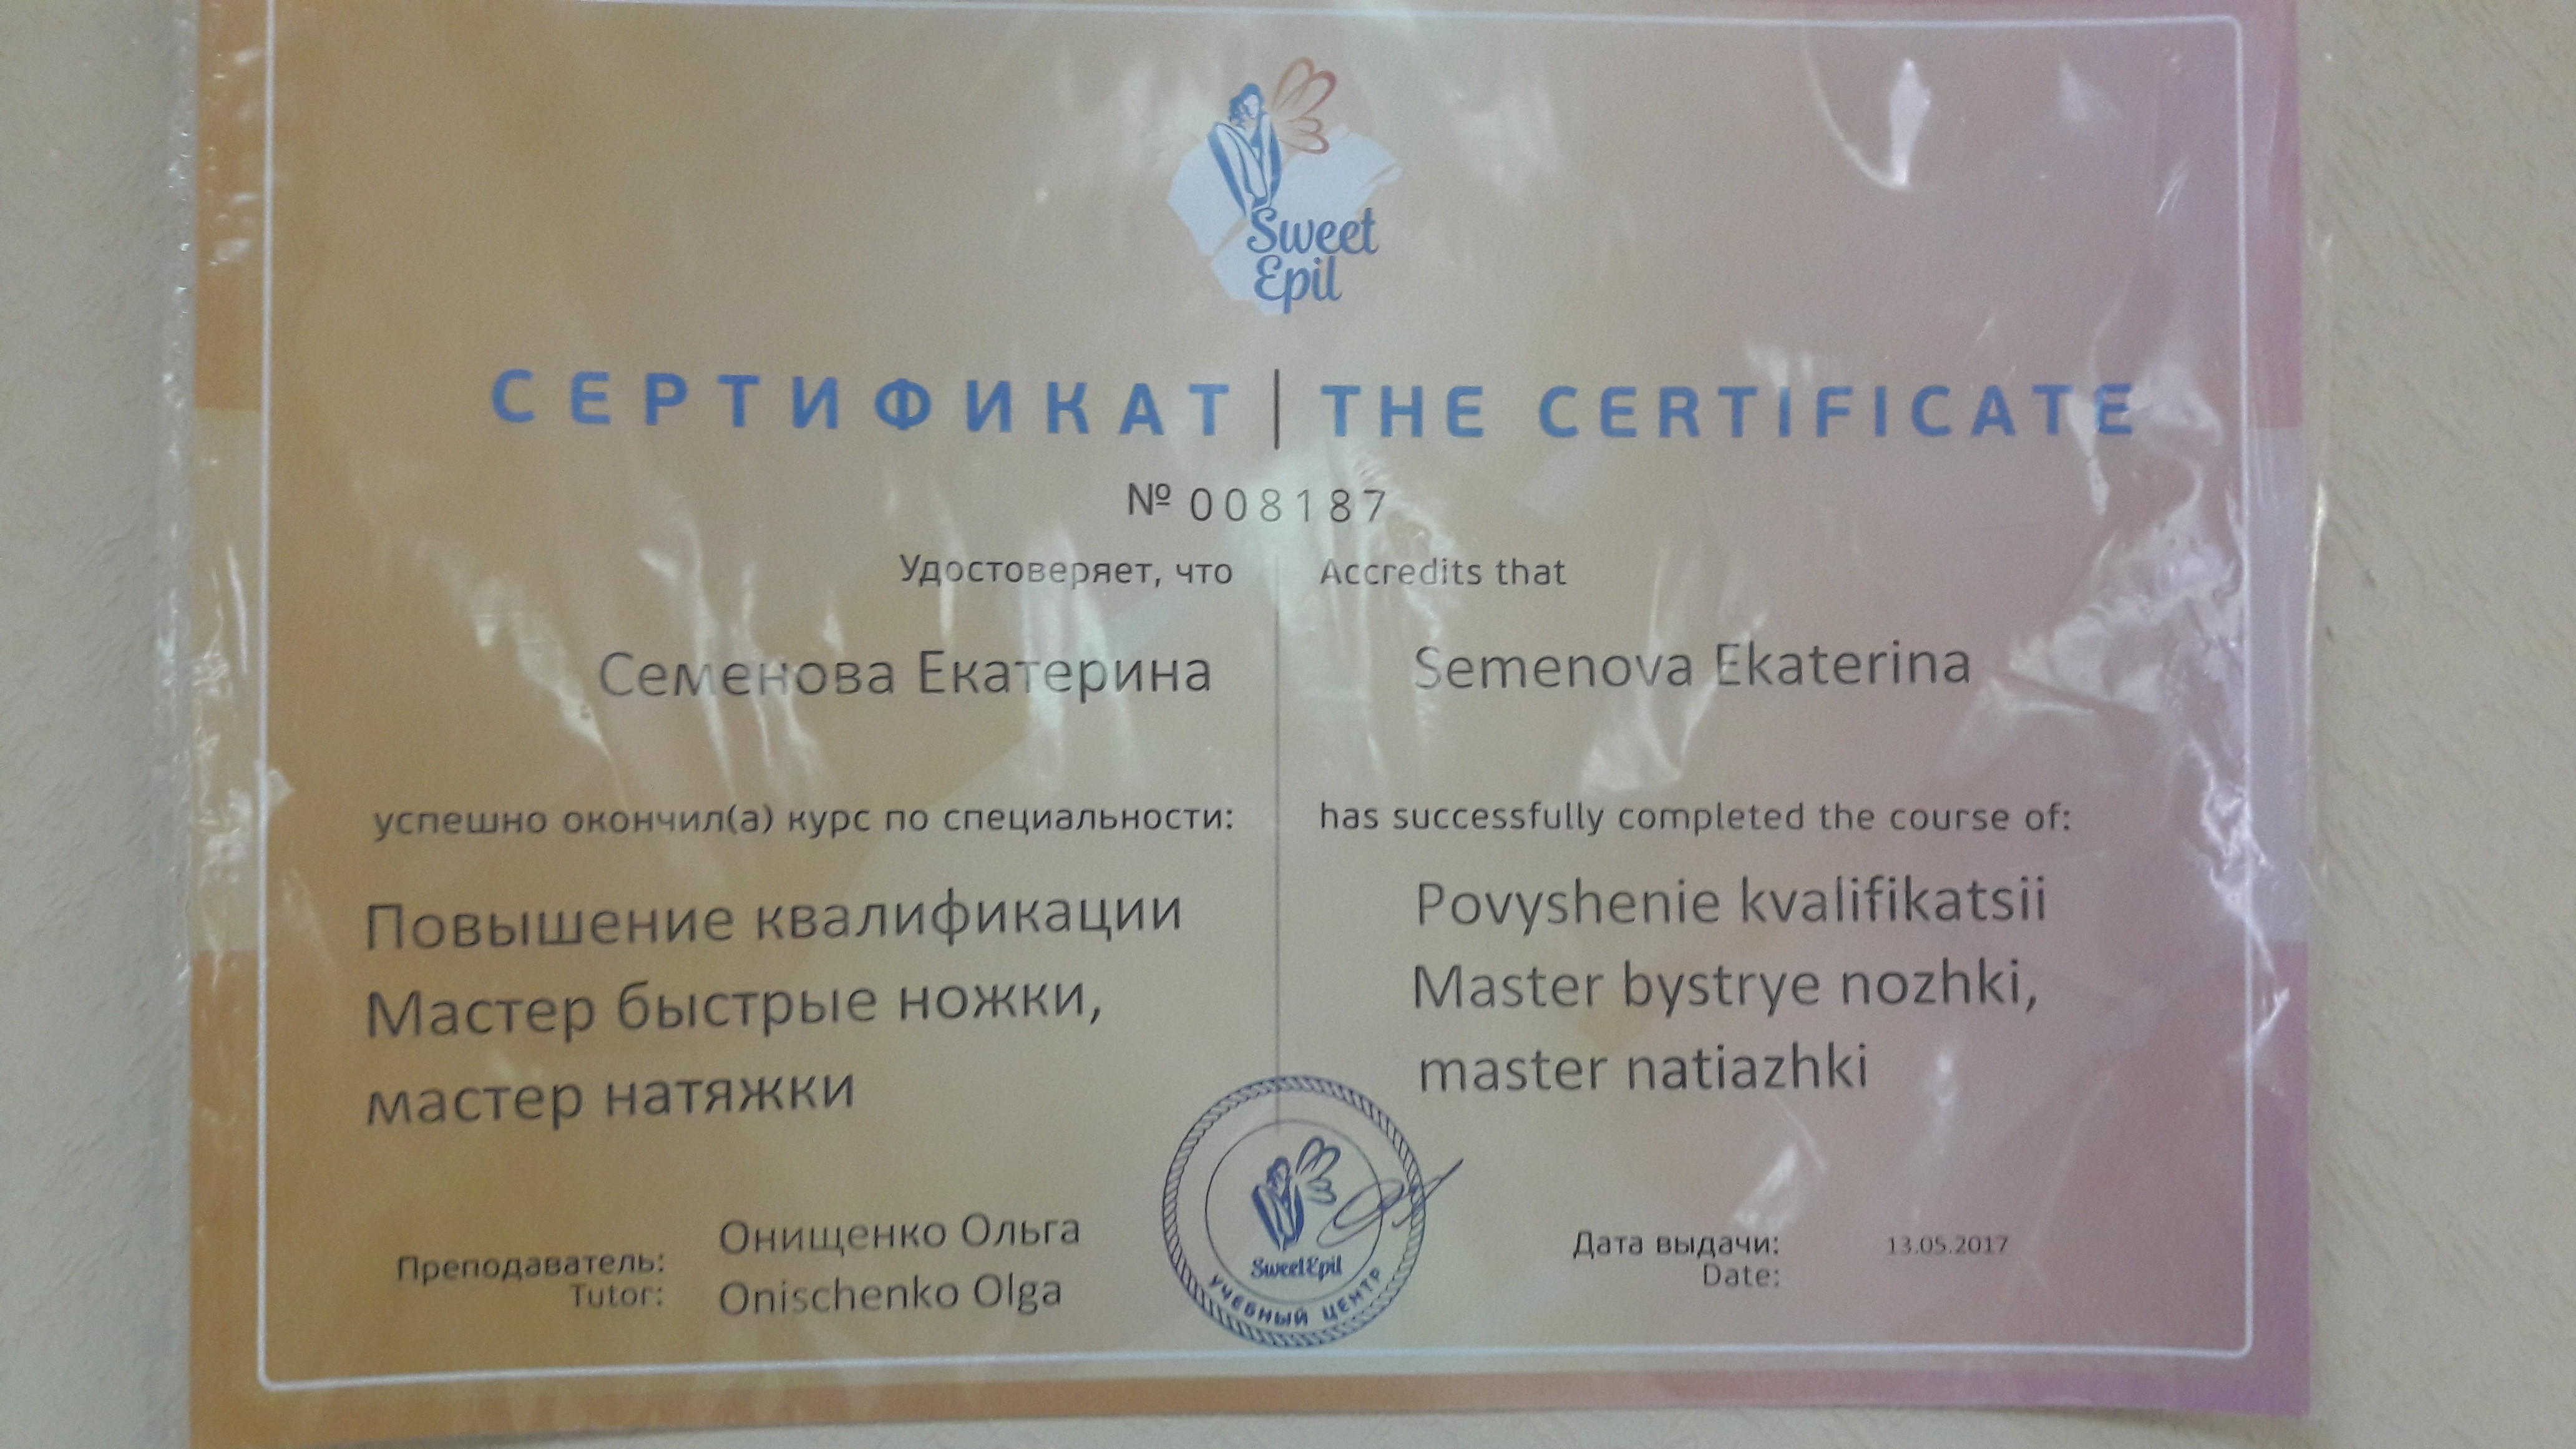 Sweet
Epil
СЕРТИФИКАТ | THE CERTIFICATE
№ 008187
Удостоверяет, что
Accredits that
Семенова Екатерина
Semenova Ekaterina
успешно окончил(а) курс по специальности:
has successfully completed the course of:
Повышение квалификации
Мастер быстрые ножки,
мастер натяжки
Povyshenie kvalifikatsii
Master bystrye nozhki,
master natiazhki
Преподаватель:
Tutor:
Онищенко Ольга
Onischenko Olga
SweetEpil
УЧЕБНЫЙ ЦЕНТР
Дата выдачи:
Date:
13.05.2017